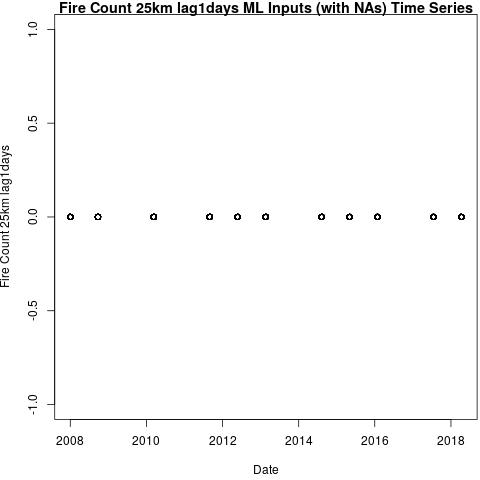 Fire Count 25km lag1days ML Inputs (with NAs) Time Series
Fire Count 25km lag1days
1.0
0.5
0.0
-0.5
-1.0
2008 2010 2012 2014 2016 2018
Date